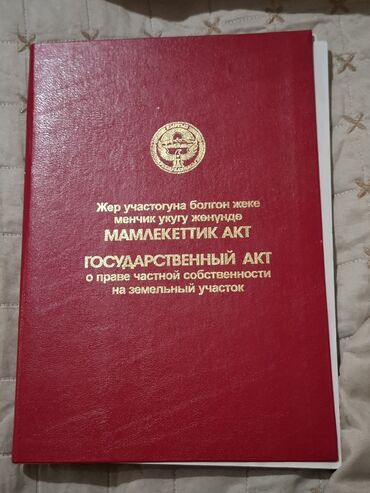 Жер участогуна болгон жеке
менчик укугу жөнүндө
МАМЛЕКЕТТИК АКТ
ГОСУДАРСТВЕННЫЙ АКТ
о праве частной собственности
на земельный участок